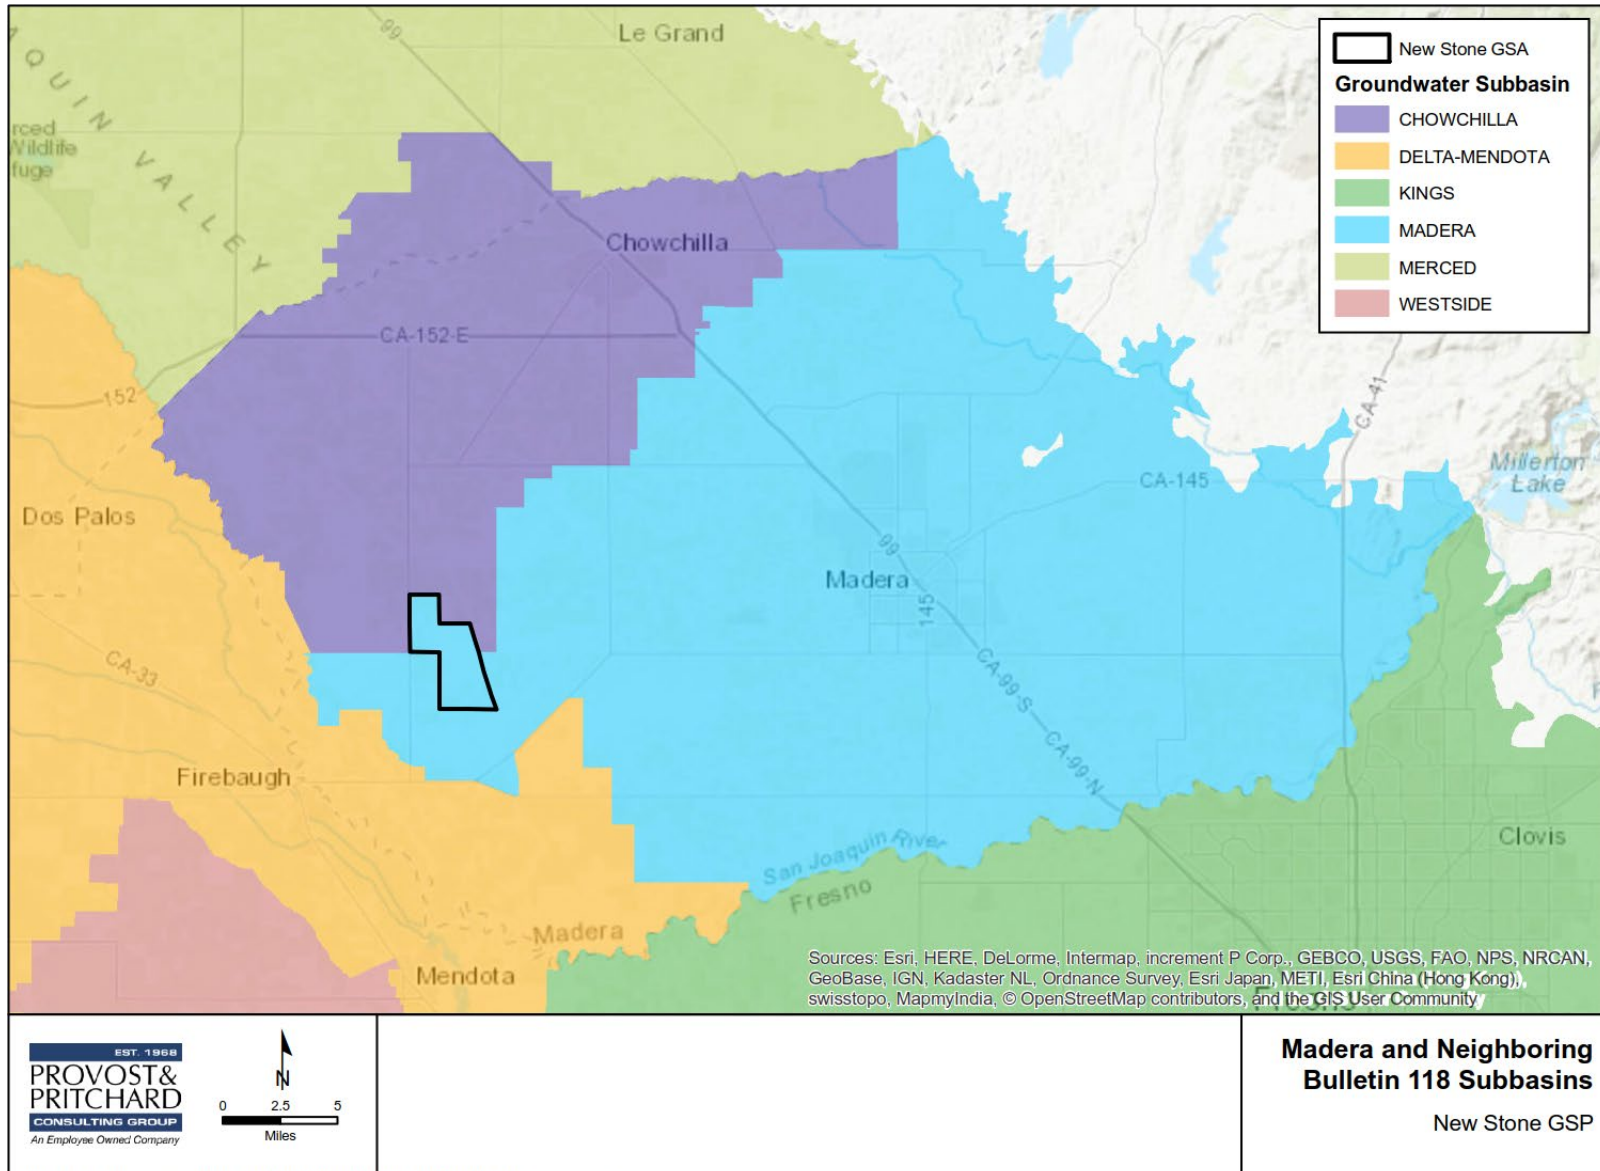 Le Grand
99
AQUIN VALLEY
rced
Wildlife
fuge
New Stone GSA
Groundwater Subbasin
CHOWCHILLA
DELTA-MENDOTA
KINGS
MADERA
MERCED
WESTSIDE
Chowchilla
CA-152-E
152
CA-41
Millerton
Lake
CA-145
Dos Palos
99
Madera
145
CA-33
CA-99-S
CA-99-N
Firebaugh
San Joaquin River
Fresno
Clovis
Madera
Mendota
Sources: Esri, HERE, DeLorme, Intermap, increment P Corp., GEBCO, USGS, FAO, NPS, NRCAN,
GeoBase, IGN, Kadaster NL, Ordnance Survey, Esri Japan, METI, Esri China (Hong Kong),
swisstopo, MapmyIndia, © OpenStreetMap contributors, and the GIS User Community
EST. 1968
PROVOST&
PRITCHARD
CONSULTING GROUP
An Employee Owned Company
N
0 2.5 5
Miles
Madera and Neighboring
Bulletin 118 Subbasins
New Stone GSP